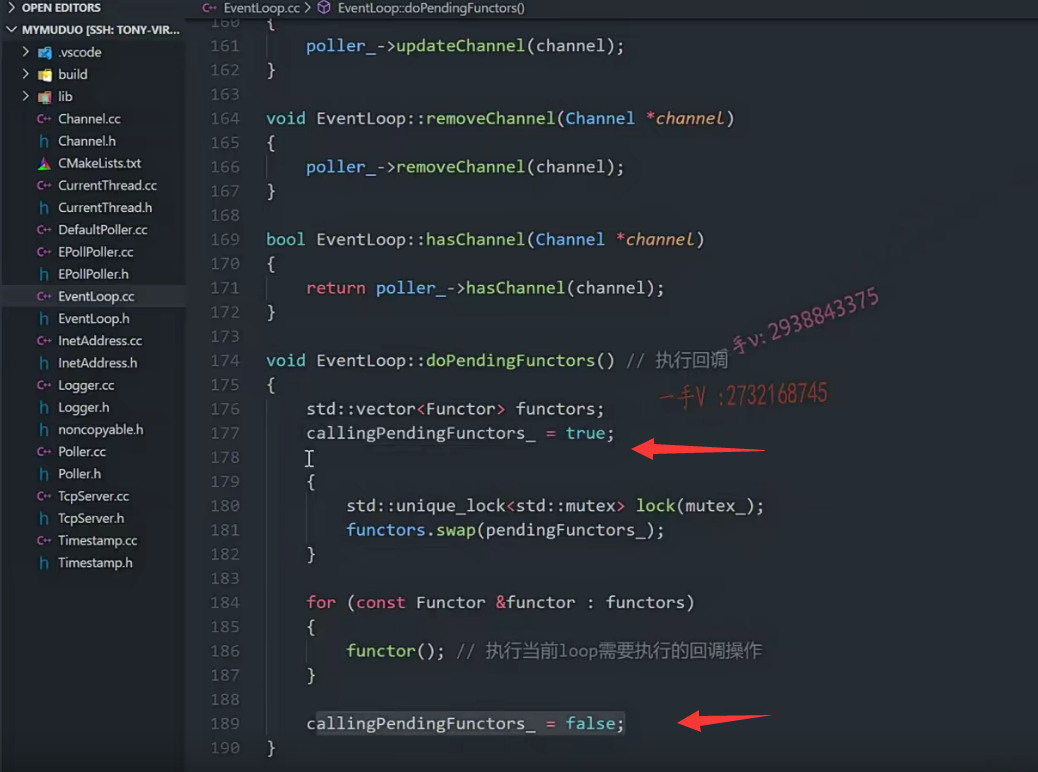 OPEN EDITORS
MYMUDUO [SSH: TONY-VIR...
.vscode
build
lib
Channel.cc
Channel.h
CMakeLists.txt
CurrentThread.cc
CurrentThread.h
DefaultPoller.cc
EPollPoller.cc
EPollPoller.h
EventLoop.cc
EventLoop.h
InetAddress.cc
InetAddress.h
Logger.cc
Logger.h
noncopyable.h
Poller.cc
Poller.h
TcpServer.cc
TcpServer.h
Timestamp.cc
Timestamp.h
EventLoop.cc > EventLoop::doPendingFunctors()
160 {
161 poller_->updateChannel(channel);
162 }
163
164 void EventLoop::removeChannel(Channel *channel)
165 {
166 poller_->removeChannel(channel);
167 }
168
169 bool EventLoop::hasChannel(Channel *channel)
170 {
171 return poller_->hasChannel(channel);
172 }
173
174 void EventLoop::doPendingFunctors() // 执行回调
175 {
176 std::vector<Functor> functors;
177 callingPendingFunctors_ = true;
178
179 {
180 std::unique_lock<std::mutex> lock(mutex_);
181 functors.swap(pendingFunctors_);
182 }
183
184 for (const Functor &functor : functors)
185 {
186 functor(); // 执行当前loop需要执行的回调操作
187 }
188
189 callingPendingFunctors_ = false;
190 }
一手v: 2938843375
一手V :2732168745